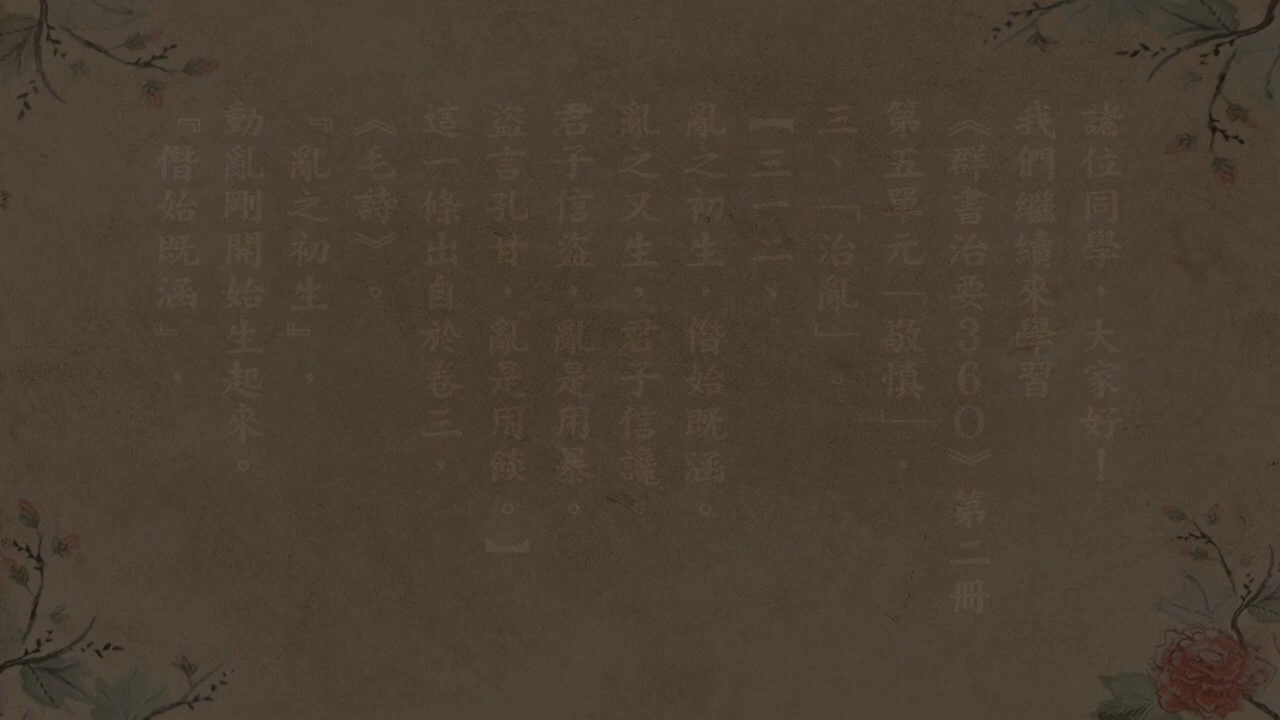 諸位同學，大家好！
我們繼續來學習
《群書治要３６０》第二冊
第五單元「敬慎」，
三、「治亂」。
【三一二、
亂之初生，僭始既涵。
亂之又生，君子信讒。
君子信盜，亂是用暴。
盜言孔甘，亂是用餤。】
這一條出自於卷三，
《毛詩》。
『亂之初生』，
動亂剛開始生起來。
『僭始既涵』，